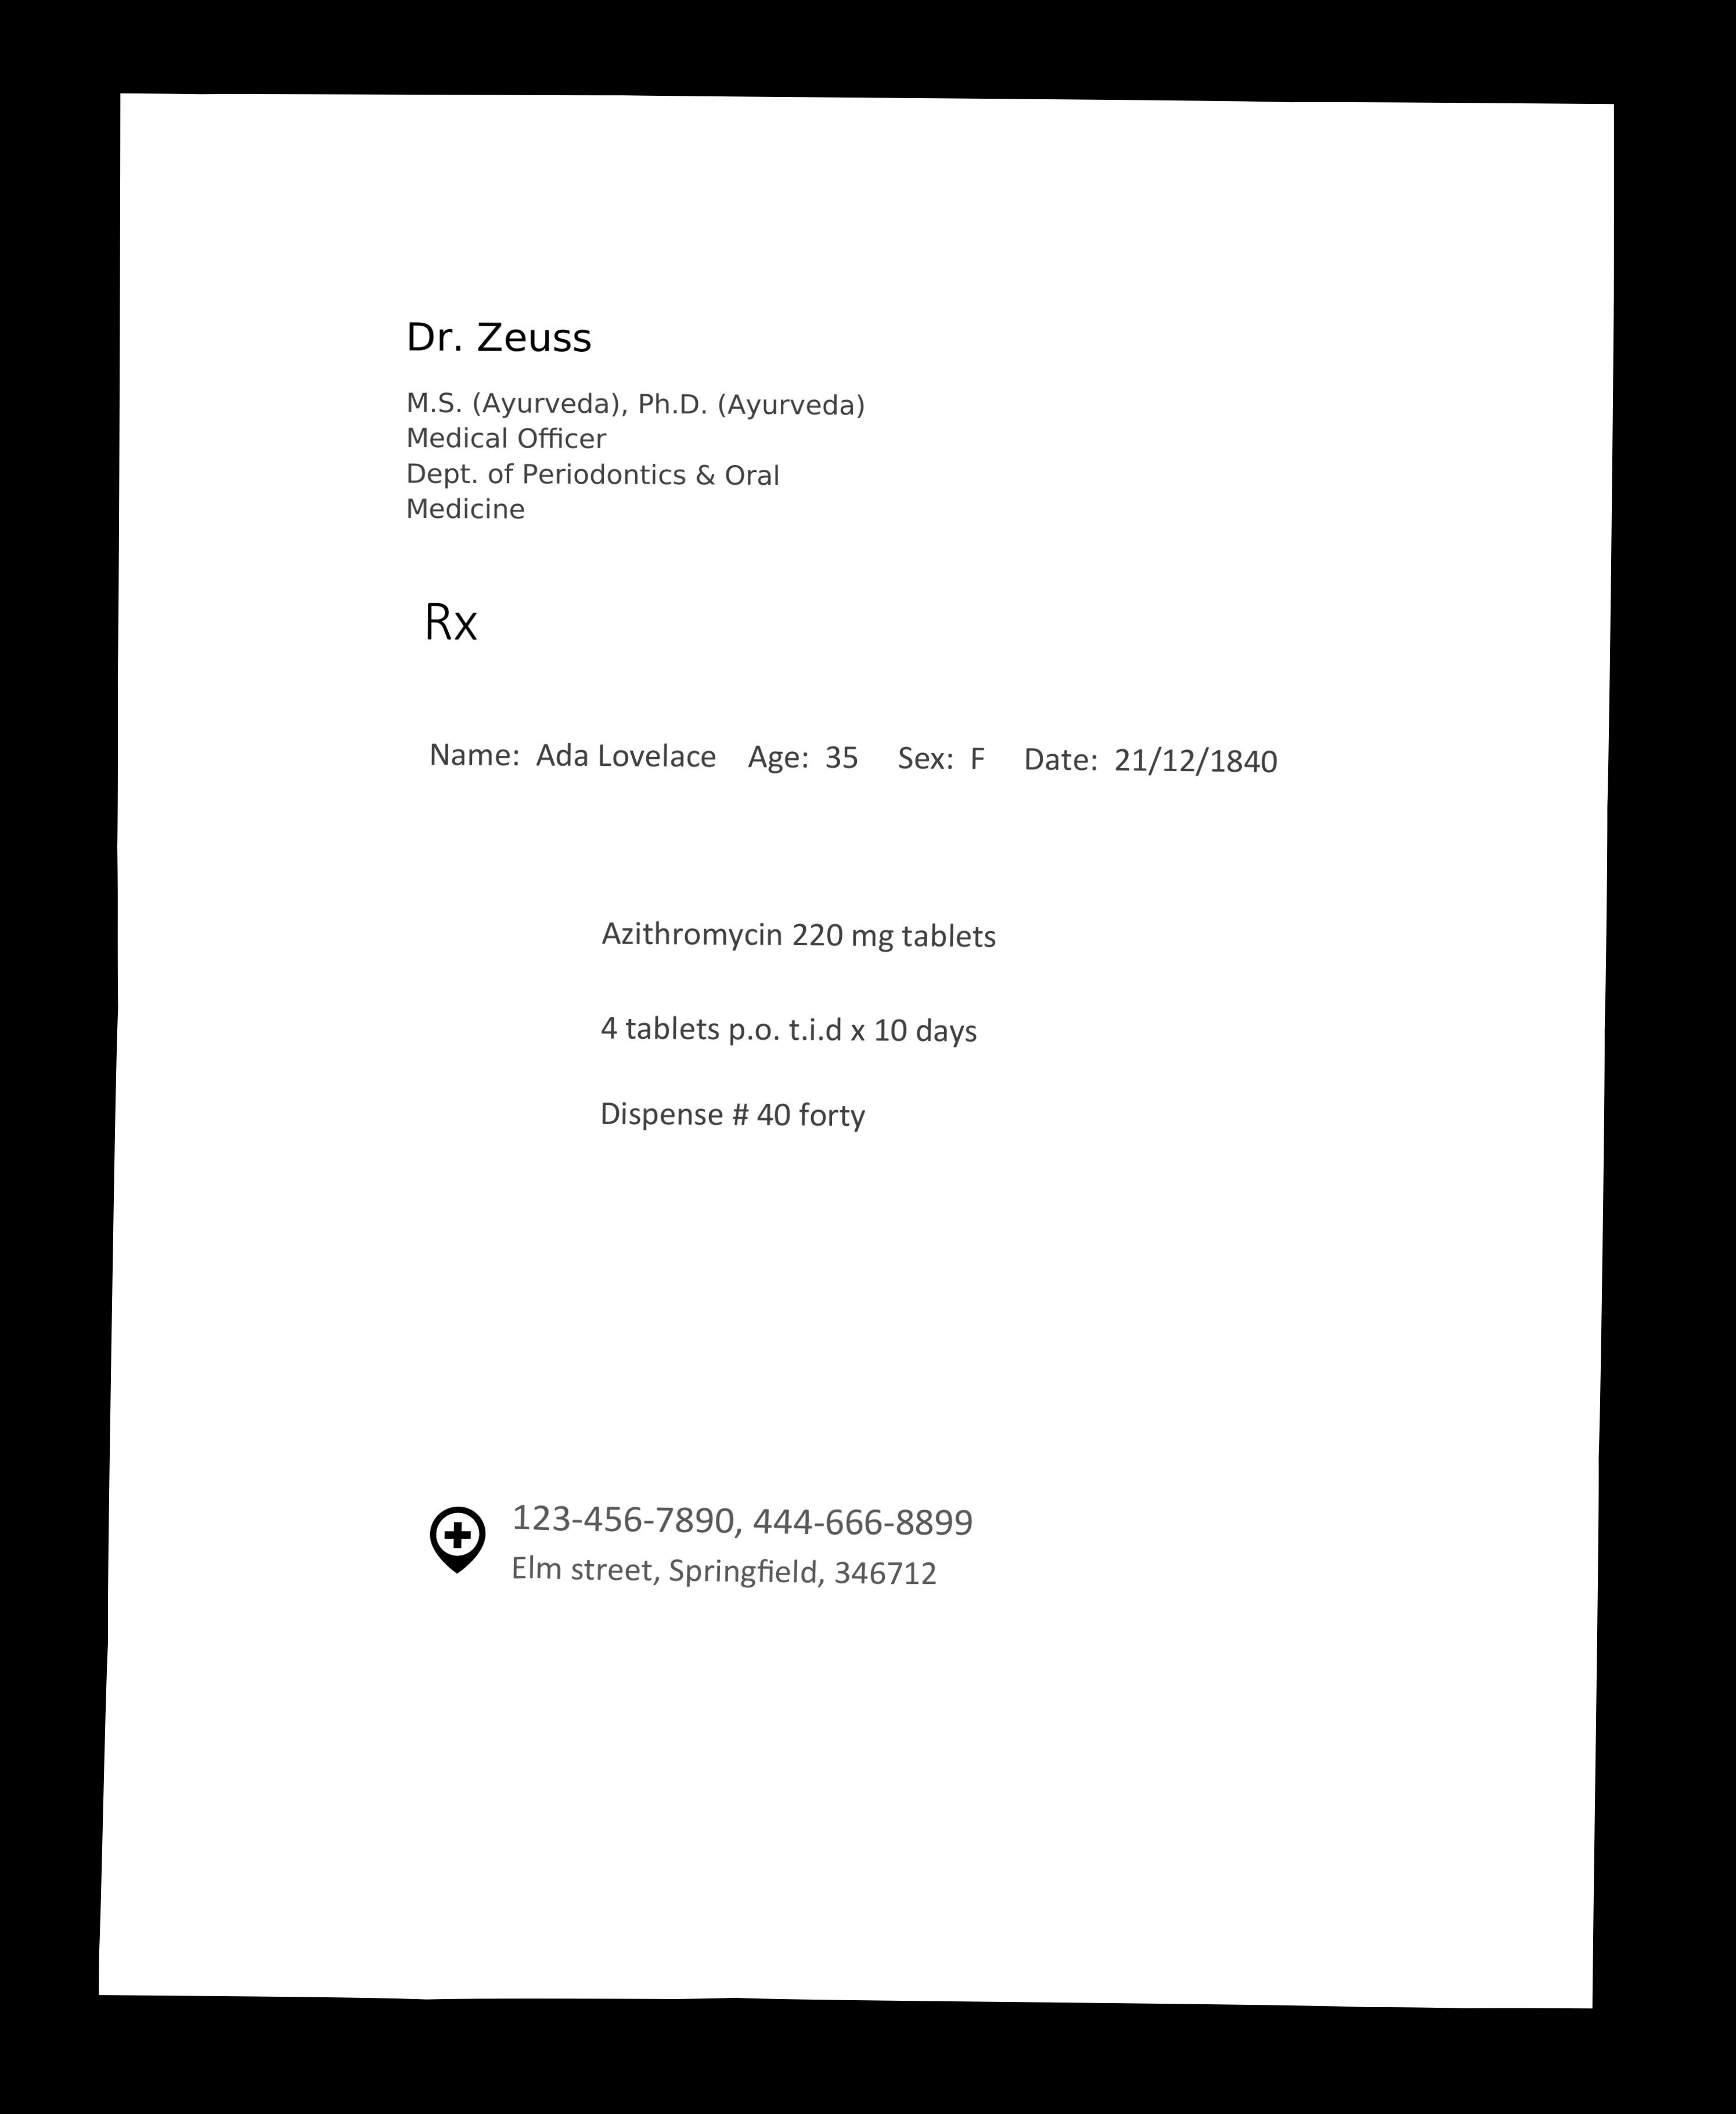 Dr. Zeuss
M.S. (Ayurveda), Ph.D. (Ayurveda)
Medical Officer
Dept. of Periodontics & Oral
Medicine
Rx
Name: Ada Lovelace Age: 35 Sex: F Date: 21/12/1840
Azithromycin 220 mg tablets
4 tablets p.o. t.i.d x 10 days
Dispense # 40 forty
123-456-7890, 444-666-8899
Elm street, Springfield, 346712